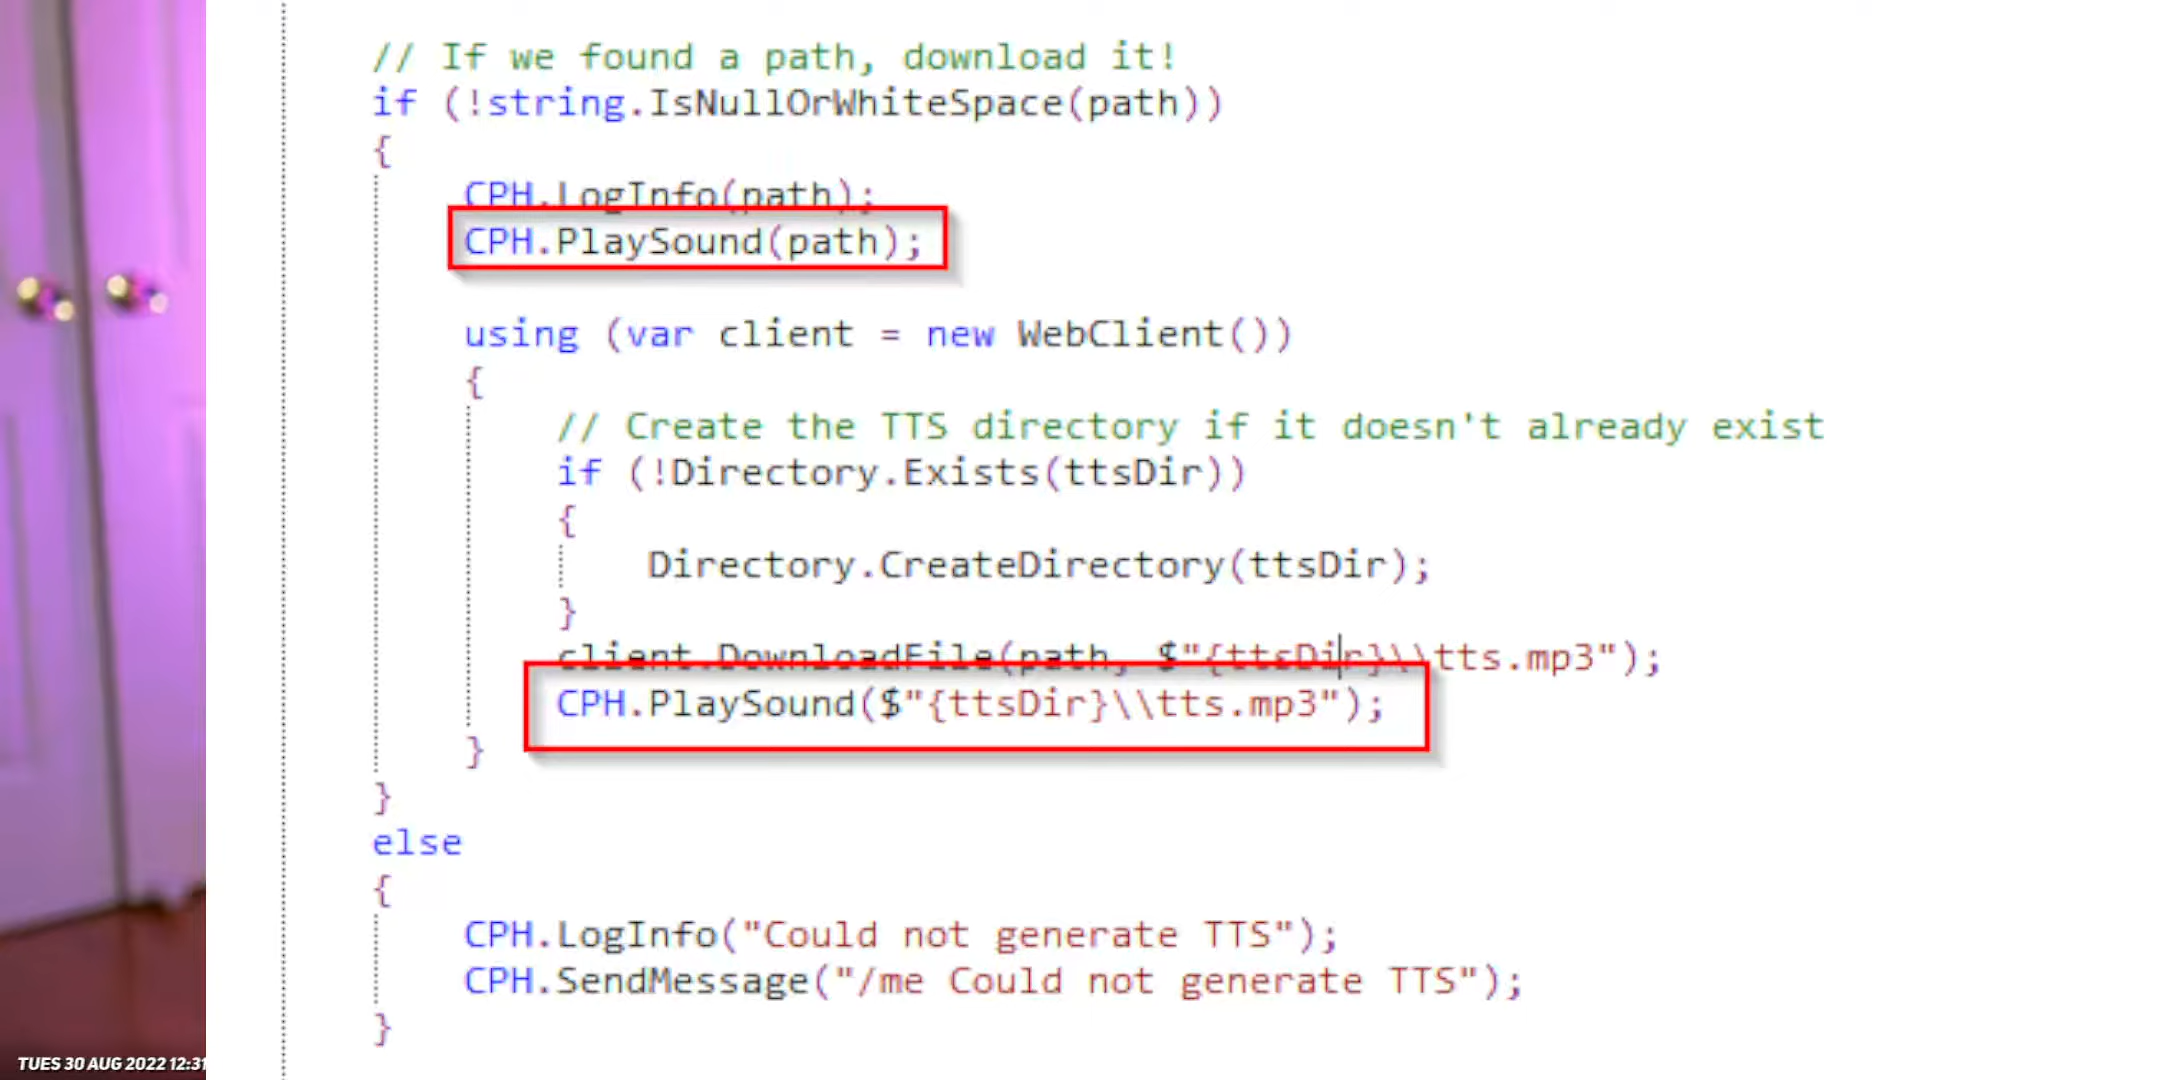 // If we found a path, download it!
if (!string.IsNullOrWhiteSpace(path))
{
CPH.LogInfo(path);
CPH.PlaySound(path);
using (var client = new WebClient())
{
// Create the TTS directory if it doesn't already exist
if (!Directory.Exists(ttsDir))
{
Directory.CreateDirectory(ttsDir);
}
client.DownloadFile(path, $"{ttsDir}\\tts.mp3");
CPH.PlaySound($"{ttsDir}\\tts.mp3");
}
}
else
{
CPH.LogInfo("Could not generate TTS");
CPH.SendMessage("/me Could not generate TTS");
}
TUES 30 AUG 2022 12:31